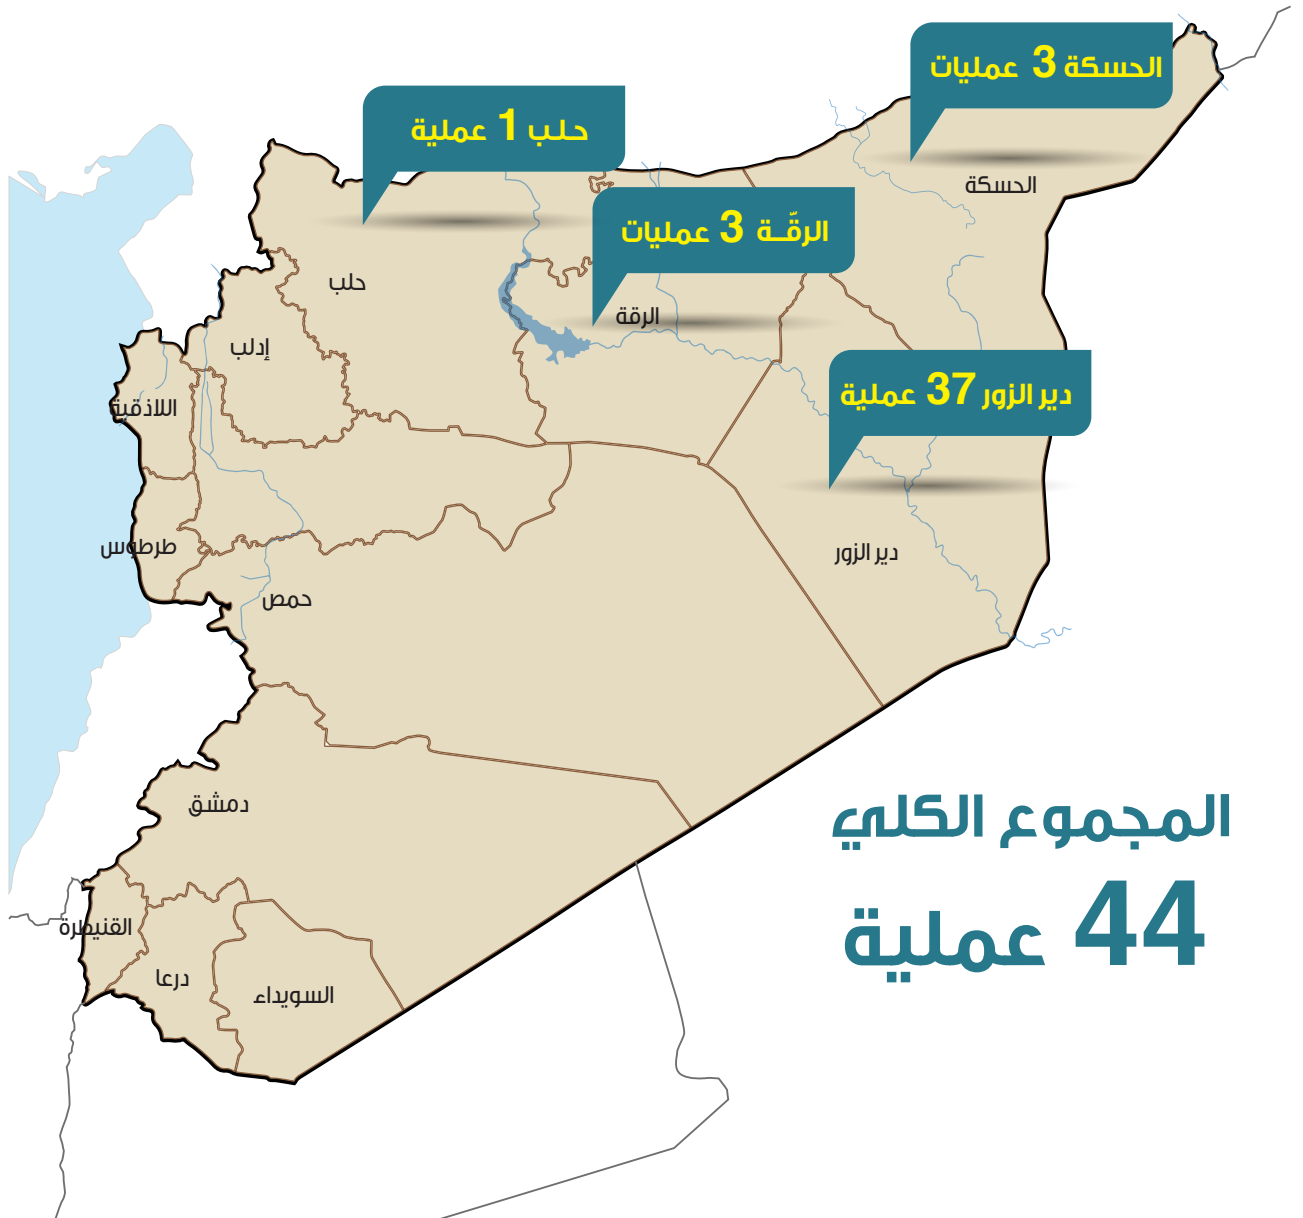 الحسكة 3 عمليات
حلب 1 عملية
الحسكة
الرقّــة 3 عمليات
حلب
الرقة
إدلب
دير الزور 37 عملية
اللاذقية
طرطوس
دير الزور
حمص
دمشق
المجموع الكلي
44 عملية
القنيطرة
درعا
السويداء